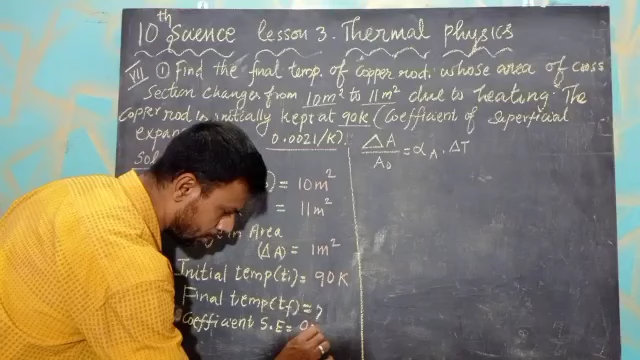 10th Science lesson 3. Thermal physics
VII ① Find the final temp. of copper rod. whose area of cross
section changes from 10m² to 11m² due to heating. The
copper rod is initially kept at 90K (Coefficient of superficial
expan 0.0021/K).
Sol
= 10m²
= 11m²
in Area
(ΔA) = 1m²
Initial temp(ti) = 90K
Final temp(tf) = ?
Coefficient S.E = 0
ΔA/A₀ = α_A . ΔT